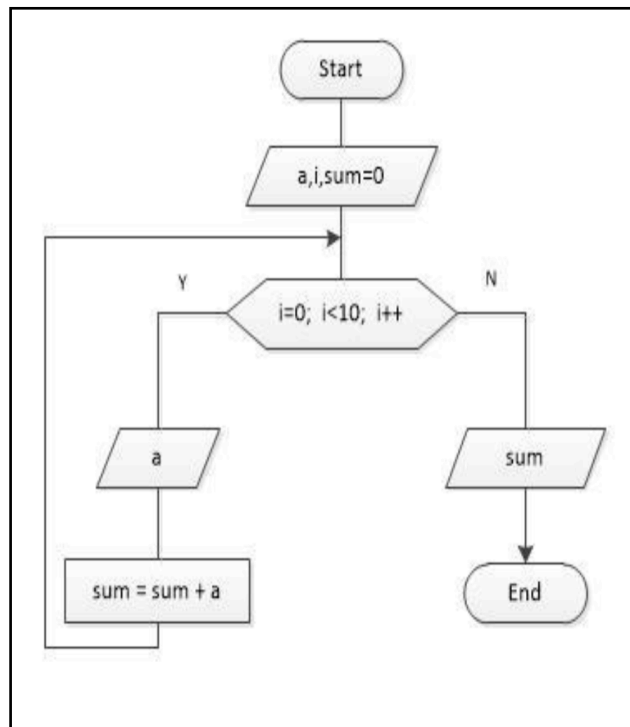 Start
a,i,sum=0
Y
N
i=0; i<10; i++
a
sum
sum = sum + a
End